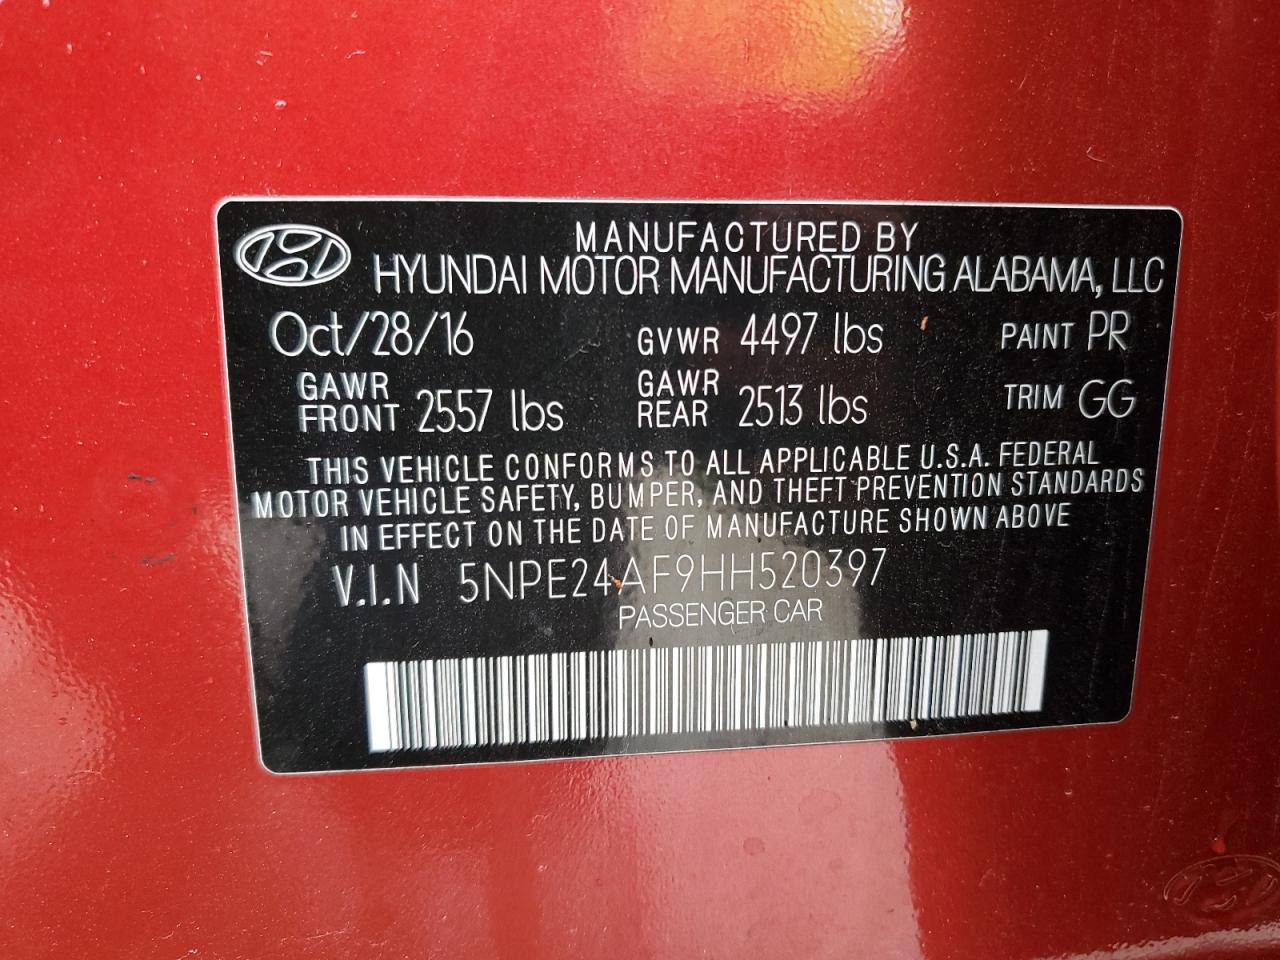 MANUFACTURED BY
HYUNDAI MOTOR MANUFACTURING ALABAMA, LLC
Oct/28/16 GVWR 4497 lbs PAINT PR
GAWR FRONT 2557 lbs GAWR REAR 2513 lbs TRIM GG
THIS VEHICLE CONFORMS TO ALL APPLICABLE U.S.A. FEDERAL
MOTOR VEHICLE SAFETY, BUMPER, AND THEFT PREVENTION STANDARDS
IN EFFECT ON THE DATE OF MANUFACTURE SHOWN ABOVE
V.I.N 5NPE24AF9HH520397
PASSENGER CAR